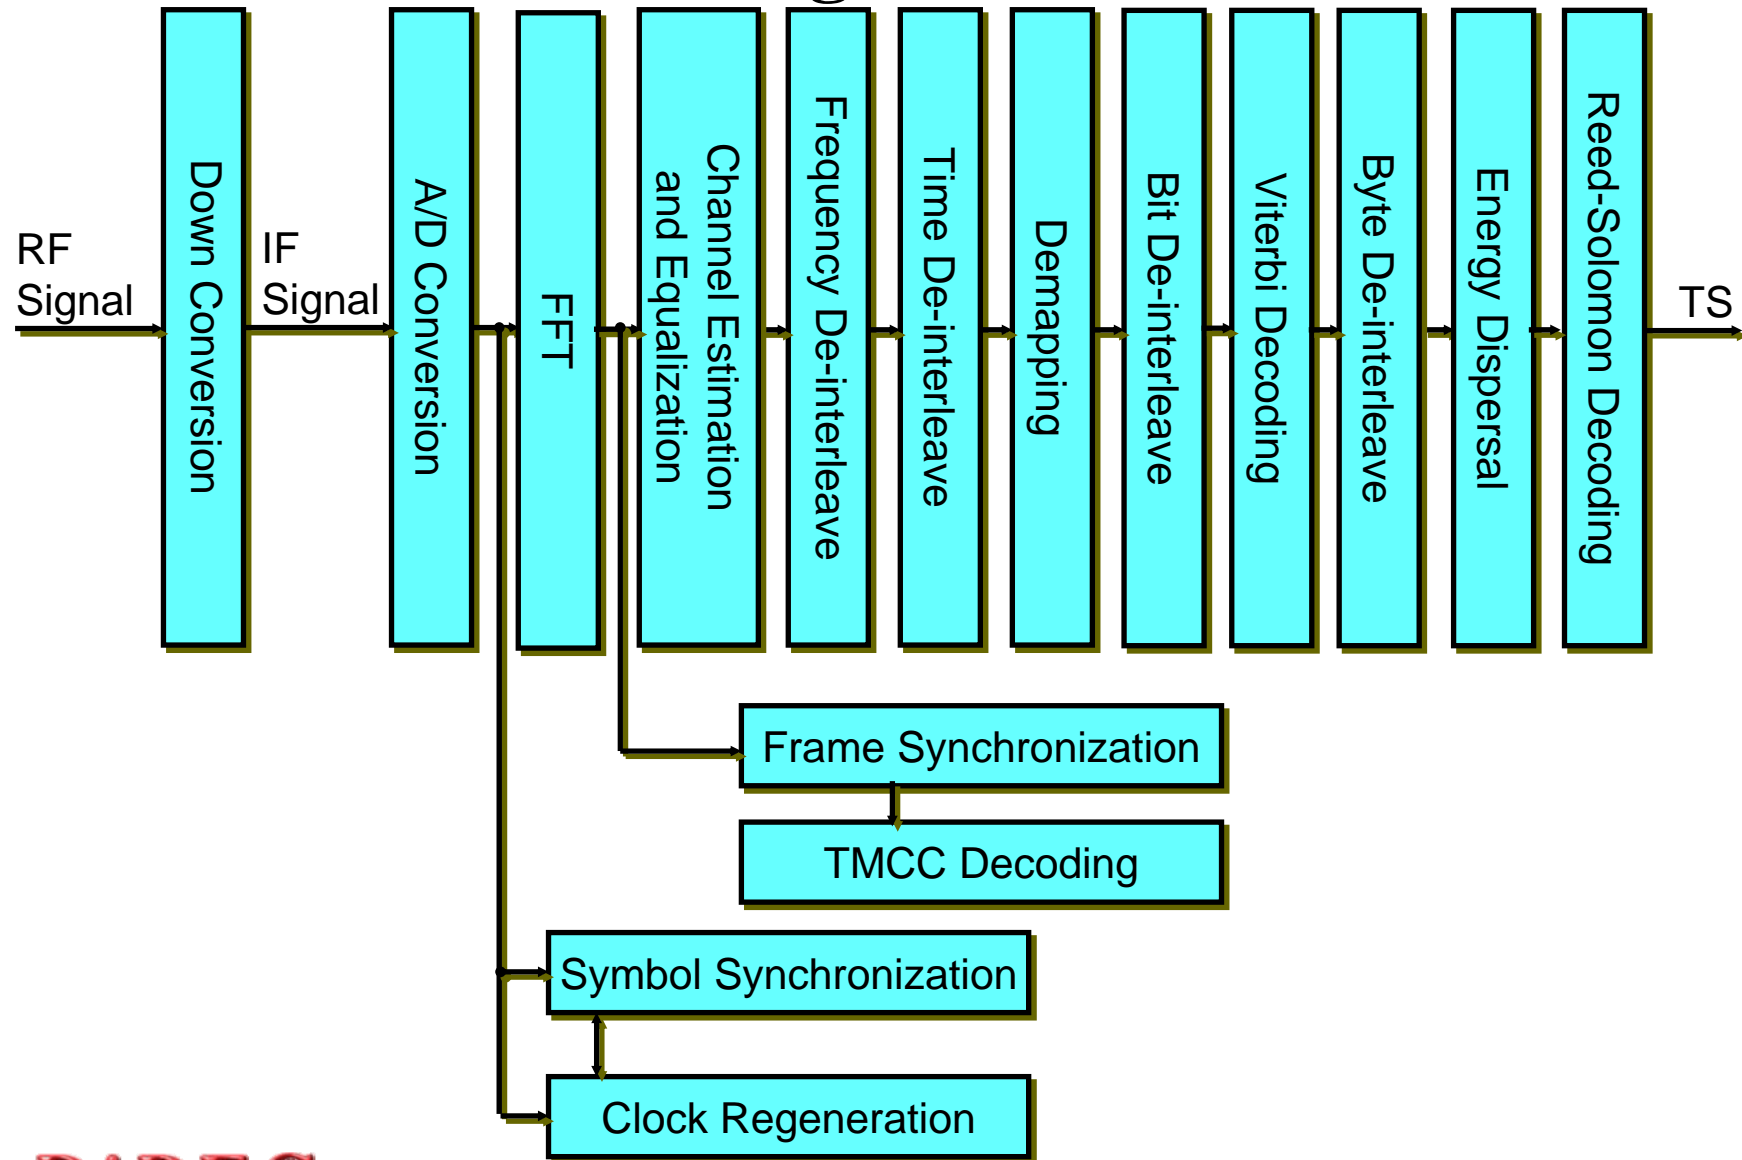 RF
Signal
Down Conversion
IF
Signal
A/D Conversion
FFT
Channel Estimation
and Equalization
Frequency De-interleave
Time De-interleave
Demapping
Bit De-interleave
Viterbi Decoding
Byte De-interleave
Energy Dispersal
Reed-Solomon Decoding
TS
Frame Synchronization
TMCC Decoding
Symbol Synchronization
Clock Regeneration